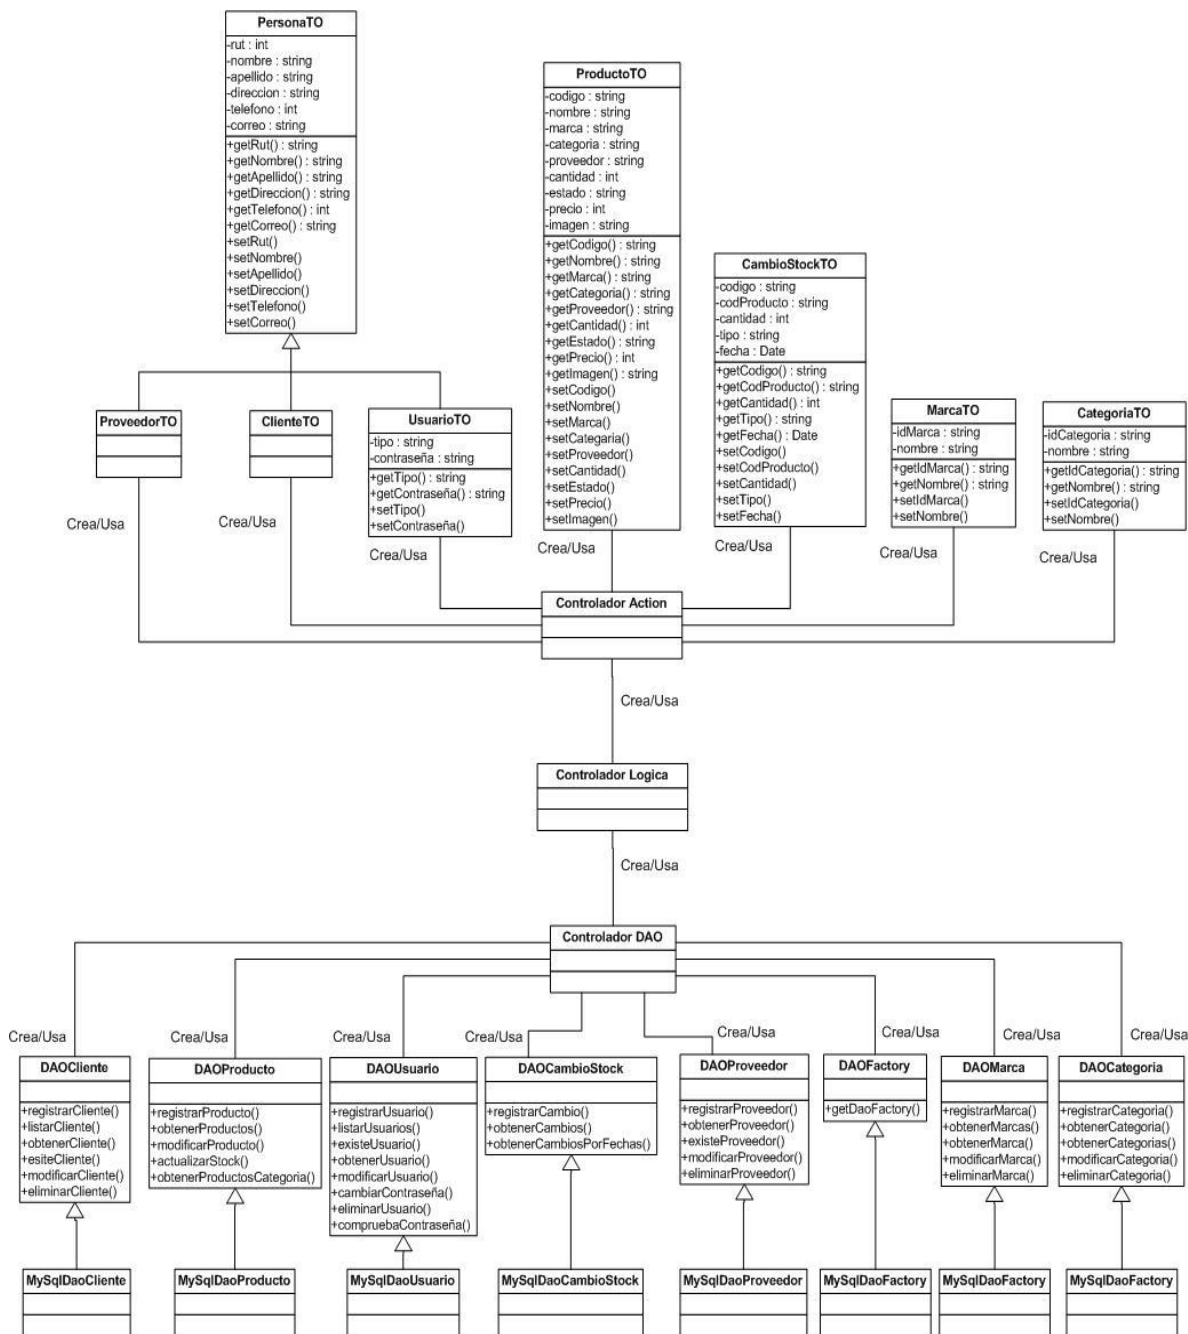 PersonaTO
-rut : int
-nombre : string
-apellido : string
-direccion : string
-telefono : int
-correo : string
+getRut() : string
+getNombre() : string
+getApellido() : string
+getDireccion() : string
+getTelefono() : int
+getCorreo() : string
+setRut()
+setNombre()
+setApellido()
+setDireccion()
+setTelefono()
+setCorreo()
ProductoTO
-codigo : string
-nombre : string
-marca : string
-categoria : string
-proveedor : string
-cantidad : int
-estado : string
-precio : int
-imagen : string
+getCodigo() : string
+getNombre() : string
+getMarca() : string
+getCategoria() : string
+getProveedor() : string
+getCantidad() : int
+getEstado() : string
+getPrecio() : int
+getImagen() : string
+setCodigo()
+setNombre()
+setMarca()
+setCategaria()
+setProveedor()
+setCantidad()
+setEstado()
+setPrecio()
+setImagen()
CambioStockTO
-codigo : string
-codProducto : string
-cantidad : int
-tipo : string
-fecha : Date
+getCodigo() : string
+getCodProducto() : string
+getCantidad() : int
+getTipo() : string
+getFecha() : Date
+setCodigo()
+setCodProducto()
+setCantidad()
+setTipo()
+setFecha()
ProveedorTO
ClienteTO
UsuarioTO
-tipo : string
-contraseña : string
+getTipo() : string
+getContraseña() : string
+setTipo()
+setContraseña()
MarcaTO
-idMarca : string
-nombre : string
+getIdMarca() : string
+getNombre() : string
+setIdMarca()
+setNombre()
CategoriaTO
-idCategoria : string
-nombre : string
+getIdCategoria() : string
+getNombre() : string
+setIdCategoria()
+setNombre()
Crea/Usa
Crea/Usa
Crea/Usa
Crea/Usa
Crea/Usa
Crea/Usa
Crea/Usa
Controlador Action
Crea/Usa
Controlador Logica
Crea/Usa
Controlador DAO
Crea/Usa
Crea/Usa
Crea/Usa
Crea/Usa
Crea/Usa
Crea/Usa
Crea/Usa
Crea/Usa
DAOCliente
+registrarCliente()
+listarCliente()
+obtenerCliente()
+esiteCliente()
+modificarCliente()
+eliminarCliente()
DAOProducto
+registrarProducto()
+obtenerProductos()
+modificarProducto()
+actualizarStock()
+obtenerProductosCategoria()
DAOUsuario
+registrarUsuario()
+listarUsuarios()
+existeUsuario()
+obtenerUsuario()
+modificarUsuario()
+cambiarContraseña()
+eliminarUsuario()
+compruebaContraseña()
DAOCambioStock
+registrarCambio()
+obtenerCambios()
+obtenerCambiosPorFechas()
DAOProveedor
+registrarProveedor()
+obtenerProveedor()
+existeProveedor()
+modificarProveedor()
+eliminarProveedor()
DAOFactory
+getDaoFactory()
DAOMarca
+registrarMarca()
+obtenerMarcas()
+obtenerMarca()
+modificarMarca()
+eliminarMarca()
DAOCategoria
+registrarCategoria()
+obtenerCategoria()
+obtenerCategorias()
+modificarCategoria()
+eliminarCategoria()
MySqlDaoCliente
MySqlDaoProducto
MySqlDaoUsuario
MySqlDaoCambioStock
MySqlDaoProveedor
MySqlDaoFactory
MySqlDaoFactory
MySqlDaoFactory